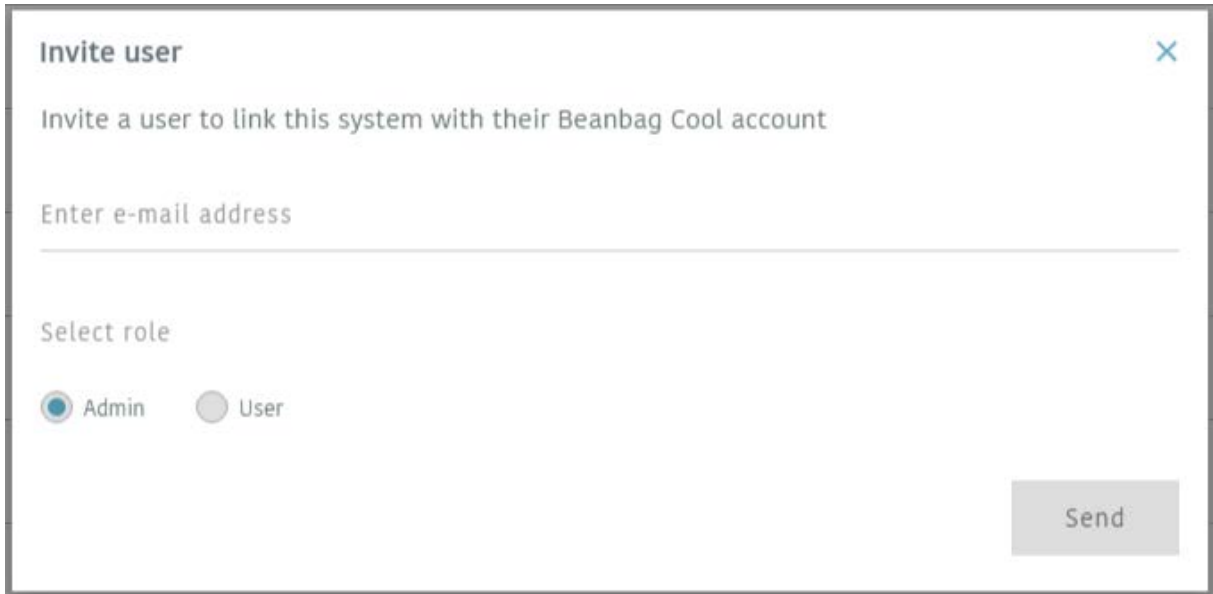 Invite user
Invite a user to link this system with their Beanbag Cool account
Enter e-mail address
Select role
Admin User
Send